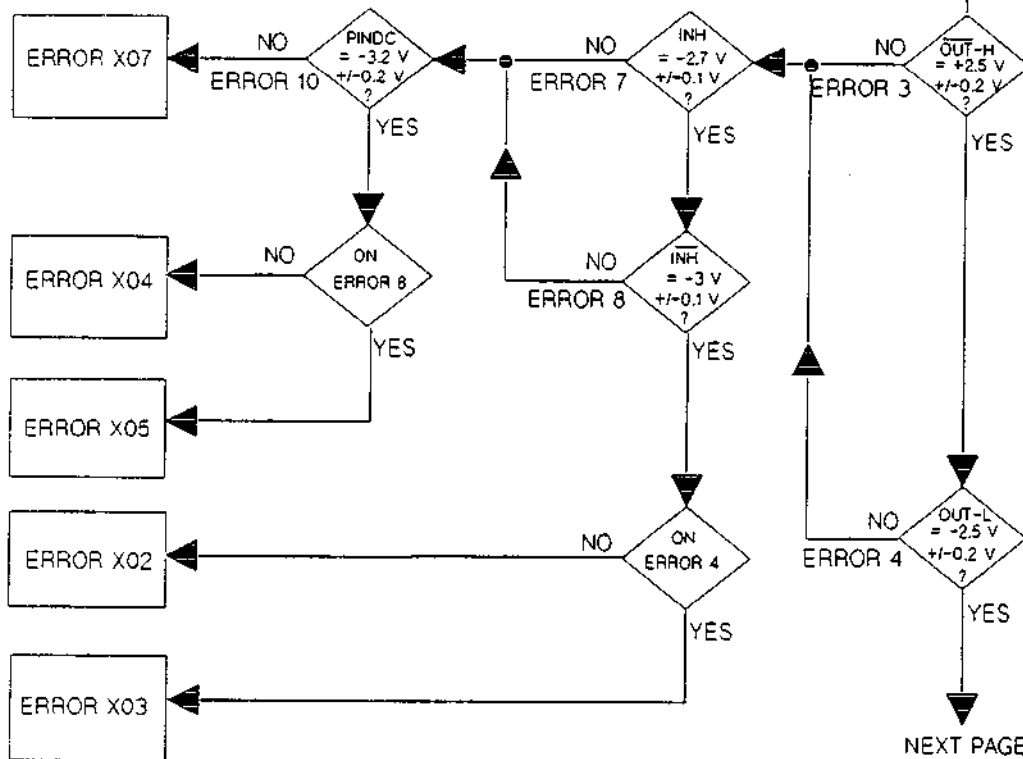 ERROR X07
NO
ERROR 10
PINDC
= -3.2 V
+/-0.2 V
?
YES
NO
ERROR 7
INH
= -2.7 V
+/-0.1 V
?
YES
NO
ERROR 3
OUT-H
= +2.5 V
+/-0.2 V
?
YES
ERROR X04
NO
ON
ERROR 8
YES
NO
ERROR 8
INH
= -3 V
+/-0.1 V
?
YES
ERROR X05
ERROR X02
NO
ON
ERROR 4
YES
NO
ERROR 4
OUT-L
= -2.5 V
+/-0.2 V
?
YES
ERROR X03
NEXT PAGE